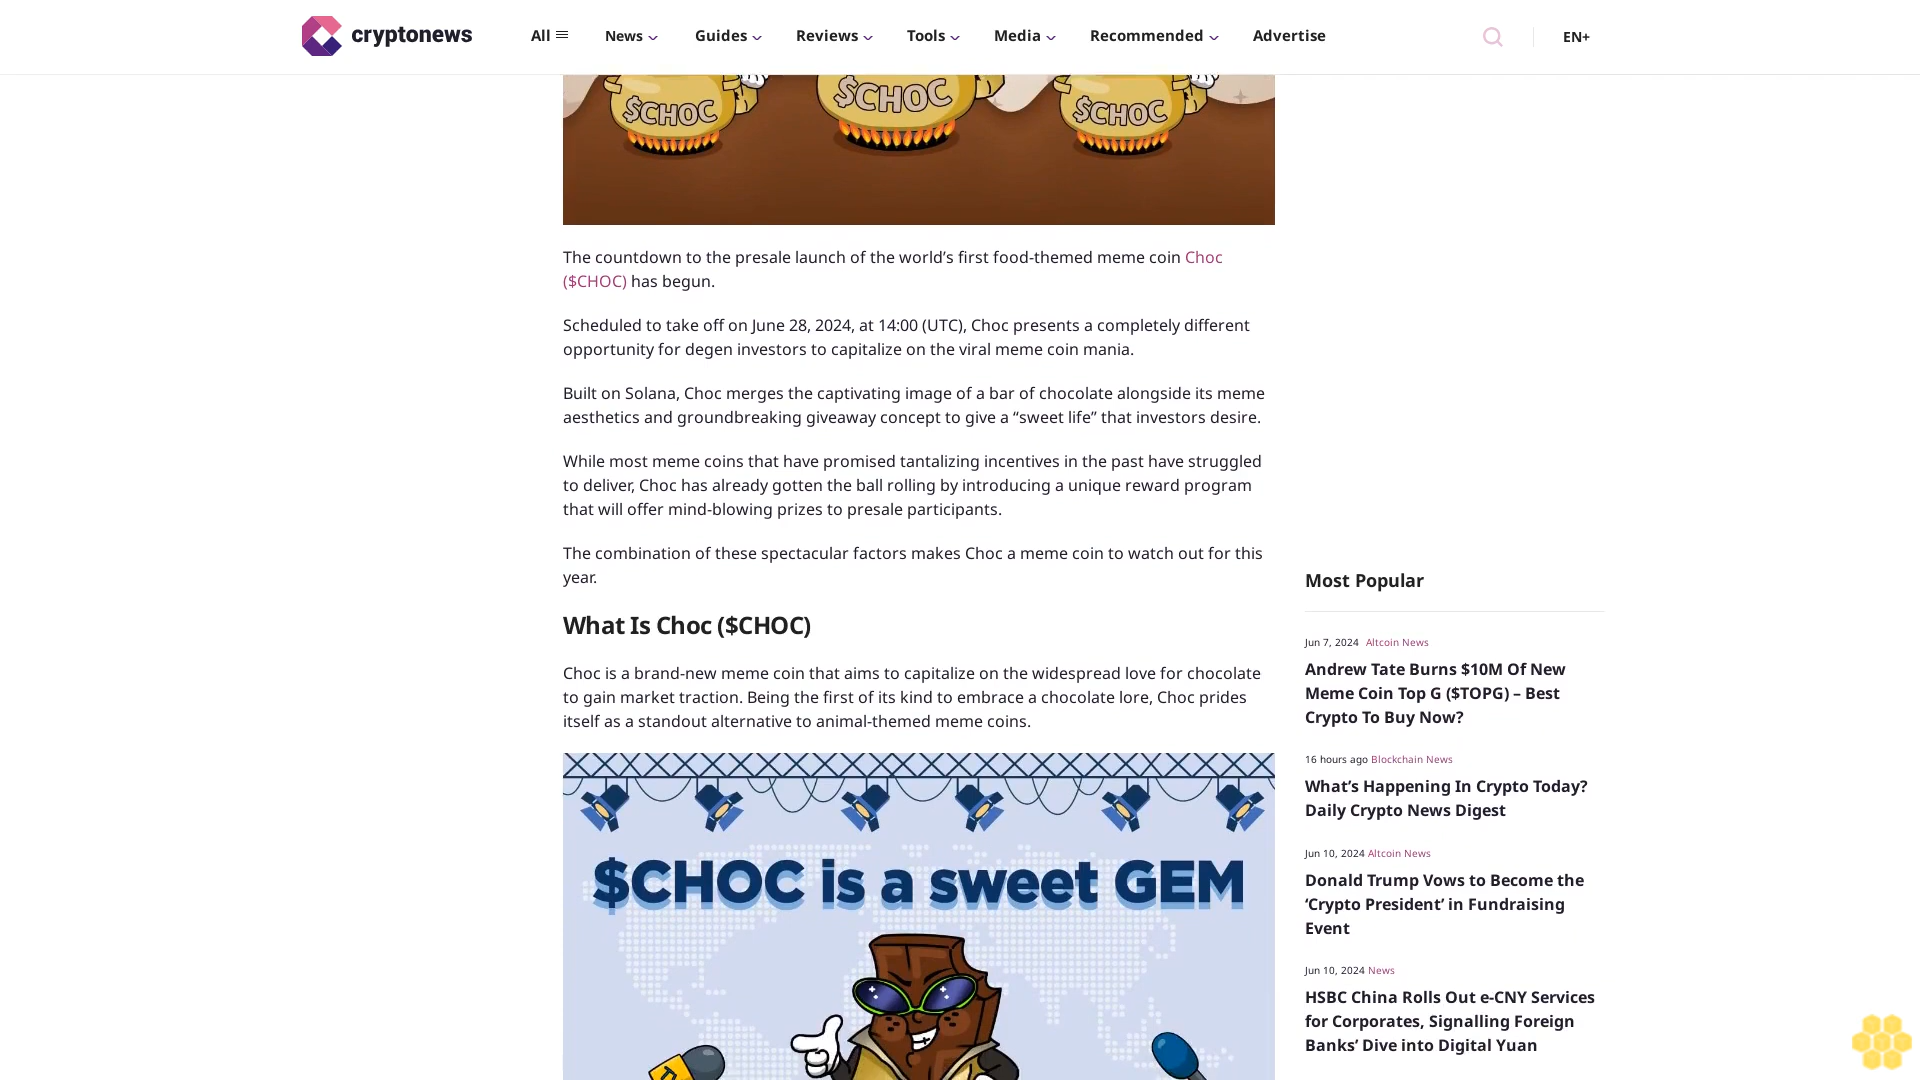 cryptonews
All
News
Guides
Reviews
Tools
Media
Recommended
Advertise
EN+
$CHOC
$CHOC
$CHOC
The countdown to the presale launch of the world’s first food-themed meme coin Choc
($CHOC) has begun.
Scheduled to take off on June 28, 2024, at 14:00 (UTC), Choc presents a completely different
opportunity for degen investors to capitalize on the viral meme coin mania.
Built on Solana, Choc merges the captivating image of a bar of chocolate alongside its meme
aesthetics and groundbreaking giveaway concept to give a “sweet life” that investors desire.
While most meme coins that have promised tantalizing incentives in the past have struggled
to deliver, Choc has already gotten the ball rolling by introducing a unique reward program
that will offer mind-blowing prizes to presale participants.
The combination of these spectacular factors makes Choc a meme coin to watch out for this
year.
What Is Choc ($CHOC)
Choc is a brand-new meme coin that aims to capitalize on the widespread love for chocolate
to gain market traction. Being the first of its kind to embrace a chocolate lore, Choc prides
itself as a standout alternative to animal-themed meme coins.
$CHOC is a sweet GEM
Most Popular
Jun 7, 2024 Altcoin News
Andrew Tate Burns $10M Of New
Meme Coin Top G ($TOPG) – Best
Crypto To Buy Now?
16 hours ago Blockchain News
What’s Happening In Crypto Today?
Daily Crypto News Digest
Jun 10, 2024 Altcoin News
Donald Trump Vows to Become the
‘Crypto President’ in Fundraising
Event
Jun 10, 2024 News
HSBC China Rolls Out e-CNY Services
for Corporates, Signalling Foreign
Banks’ Dive into Digital Yuan